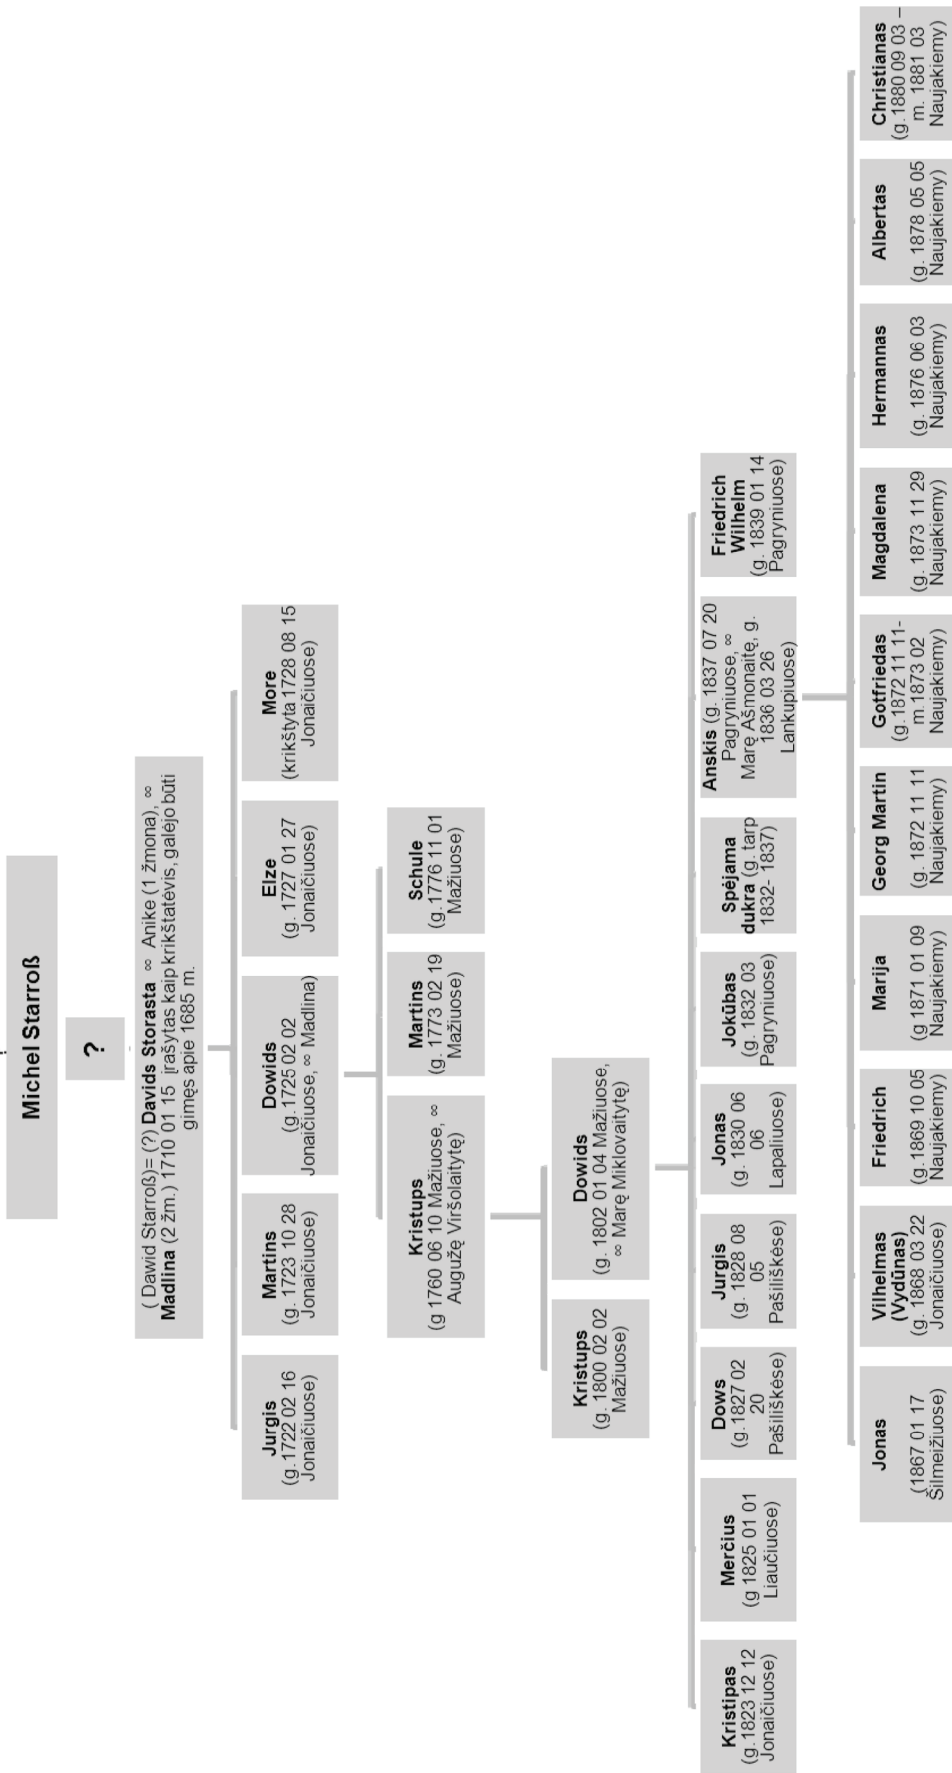 Michel Starroß
?
( Dawid Starroß)= (?) Davids Storasta ∞ Anike (1 žmona), ∞
Madlina (2 žm.) 1710 01 15 įrašytas kaip krikštatėvis, galėjo būti
gimęs apie 1685 m.
Jurgis
(g.1722 02 16
Jonaičiuose)
Martins
(g. 1723 10 28
Jonaičiuose)
Dowids
(g.1725 02 02
Jonaičiuose, ∞ Madliina)
Elze
(g. 1727 01 27
Jonaičiuose)
More
(krikštyta 1728 08 15
Jonaičiuose)
Kristups
(g 1760 06 10 Mažiuose, ∞
Augužę Viršolaitytę)
Martins
(g. 1773 02 19
Mažiuose)
Schule
(g.1776 11 01
Mažiuose)
Kristups
(g. 1800 02 02
Mažiuose)
Dowids
(g. 1802 01 04 Mažiuose,
∞ Marę Miklovaitytę)
Kristipas
(g.1823 12 12
Jonaičiuose)
Merčius
(g 1825 01 01
Liaučiuose)
Dows
(g.1827 02
20
Pašiliškėse)
Jurgis
(g. 1828 08
05
Pašiliškėse)
Jonas
(g. 1830 06
06
Lapaliuose)
Jokūbas
(g. 1832 03
Pagryniuose)
Spėjama
dukra (g. tarp
1832- 1837)
Anskis (g. 1837 07 20
Pagryniuose, ∞
Marę Ašmonaitę, g.
1836 03 26
Lankupiuose)
Friedrich
Wilhelm
(g. 1839 01 14
Pagryniuose)
Jonas
(1867 01 17
Šilmeižiuose)
Vilhelmas
(Vydūnas)
(g. 1868 03 22
Jonaičiuose)
Friedrich
(g.1869 10 05
Naujakiemy)
Marija
(g 1871 01 09
Naujakiemy)
Georg Martin
(g. 1872 11 11
Naujakiemy)
Gotfriedas
(g.1872 11 11-
m.1873 02
Naujakiemy)
Magdalena
(g. 1873 11 29
Naujakiemy)
Hermannas
(g. 1876 06 03
Naujakiemy)
Albertas
(g. 1878 05 05
Naujakiemy)
Christianas
(g.1880 09 03 –
m. 1881 03
Naujakiemy)